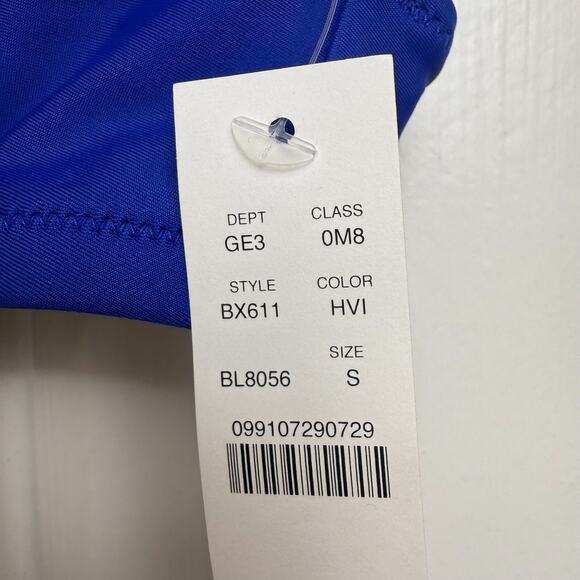 DEPT CLASS
GE3 0M8
STYLE COLOR
BX611 HVI
SIZE
BL8056 S
099107290729